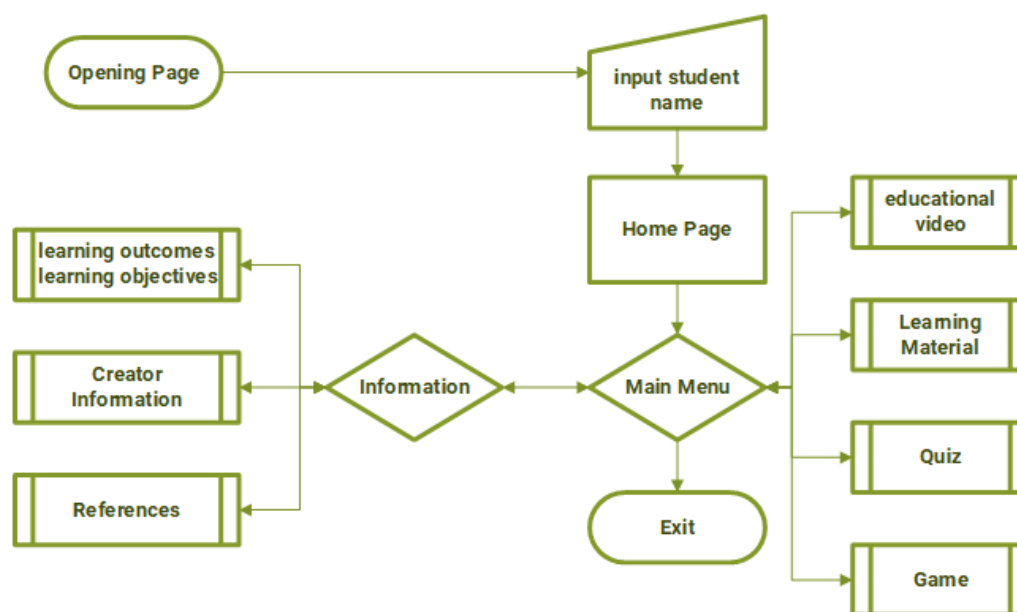 Opening Page
input student
name
Home Page
educational
video
learning outcomes
learning objectives
Learning
Material
Creator
Information
Information
Main Menu
Quiz
References
Exit
Game